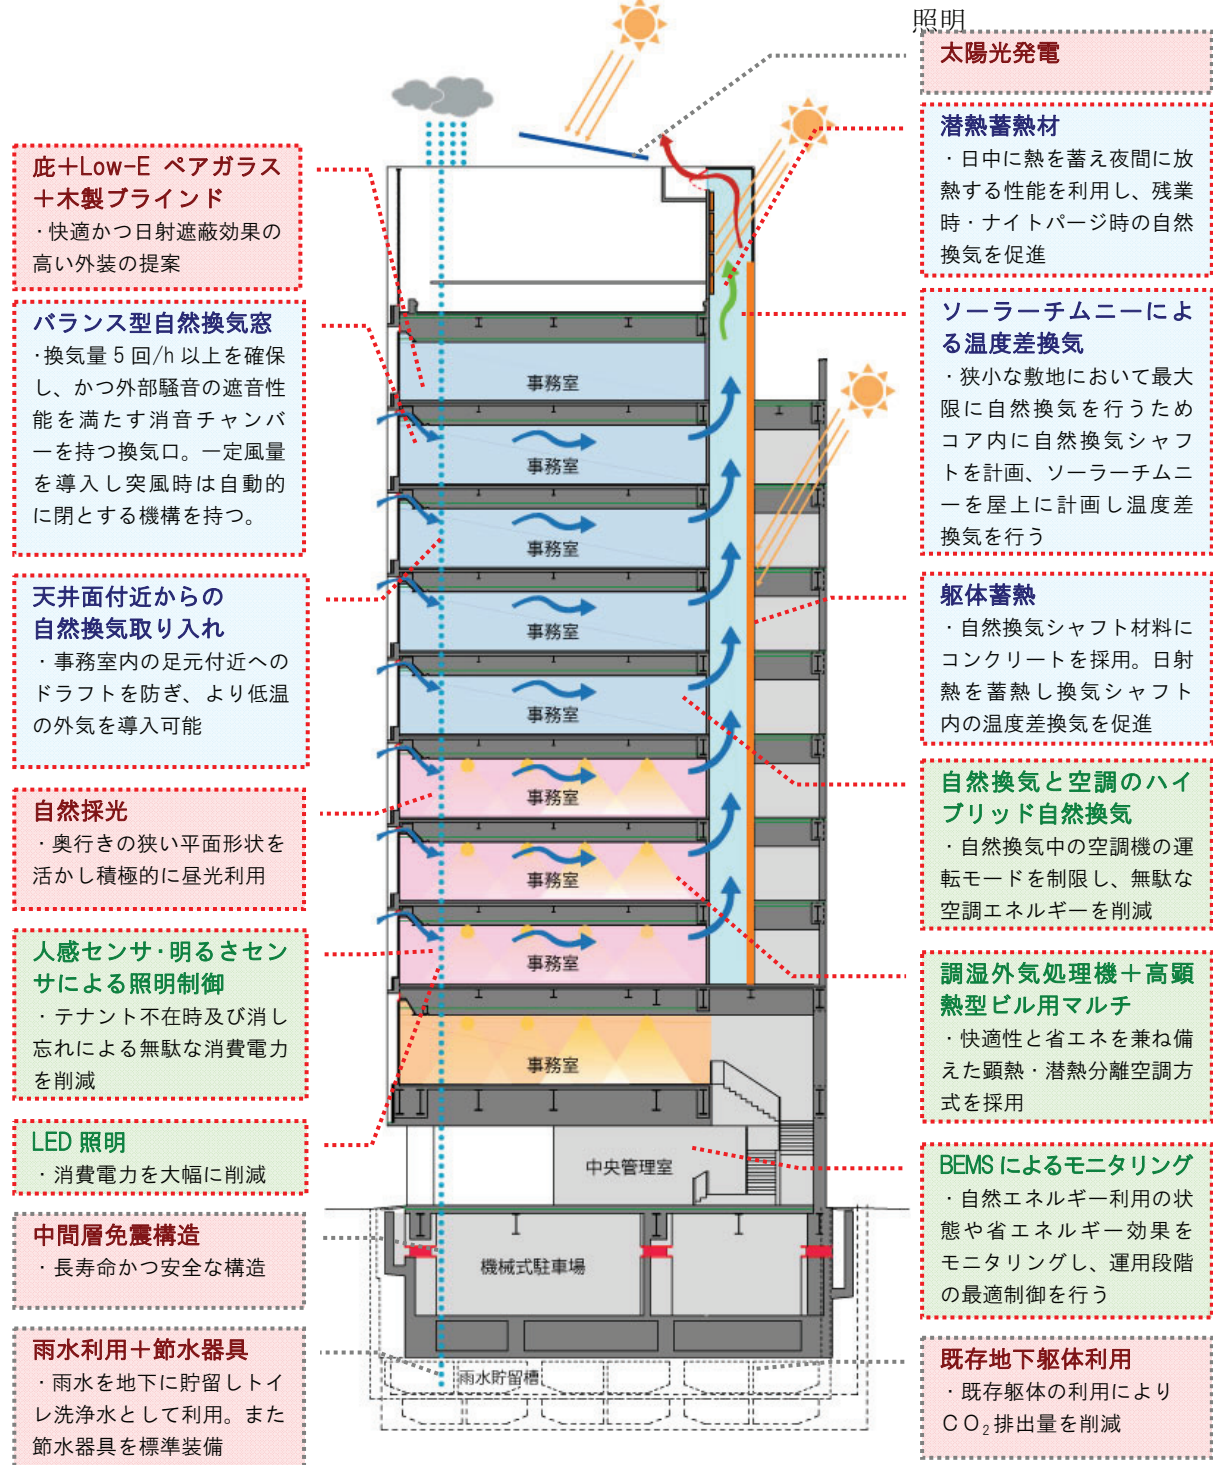 照明
太陽光発電
庇＋Low-E ペアガラス
＋木製ブラインド
・快適かつ日射遮蔽効果の
高い外装の提案
バランス型自然換気窓
・換気量 5 回/h 以上を確保
し、かつ外部騒音の遮音性
能を満たす消音チャンバ
ーを持つ換気口。一定風量
を導入し突風時は自動的
に閉とする機構を持つ。
天井面付近からの
自然換気取り入れ
・事務室内の足元付近への
ドラフトを防ぎ、より低温
の外気を導入可能
自然採光
・奥行きの狭い平面形状を
活かし積極的に昼光利用
人感センサ・明るさセン
サによる照明制御
・テナント不在時及び消し
忘れによる無駄な消費電力
を削減
LED 照明
・消費電力を大幅に削減
中間層免震構造
・長寿命かつ安全な構造
雨水利用＋節水器具
・雨水を地下に貯留しトイ
レ洗浄水として利用。また
節水器具を標準装備
事務室
事務室
事務室
事務室
事務室
事務室
事務室
事務室
事務室
中央管理室
機械式駐車場
雨水貯留槽
潜熱蓄熱材
・日中に熱を蓄え夜間に放
熱する性能を利用し、残業
時・ナイトパージ時の自然
換気を促進
ソーラーチムニーによ
る温度差換気
・狭小な敷地において最大
限に自然換気を行うため
コア内に自然換気シャフ
トを計画、ソーラーチムニ
ーを屋上に計画し温度差
換気を行う
躯体蓄熱
・自然換気シャフト材料に
コンクリートを採用。日射
熱を蓄熱し換気シャフト
内の温度差換気を促進
自然換気と空調のハイ
ブリッド自然換気
・自然換気中の空調機の運
転モードを制限し、無駄な
空調エネルギーを削減
調湿外気処理機＋高顕
熱型ビル用マルチ
・快適性と省エネを兼ね備
えた顕熱・潜熱分離空調方
式を採用
BEMS によるモニタリング
・自然エネルギー利用の状
態や省エネルギー効果を
モニタリングし、運用段階
の最適制御を行う
既存地下躯体利用
・既存躯体の利用により
ＣＯ₂排出量を削減